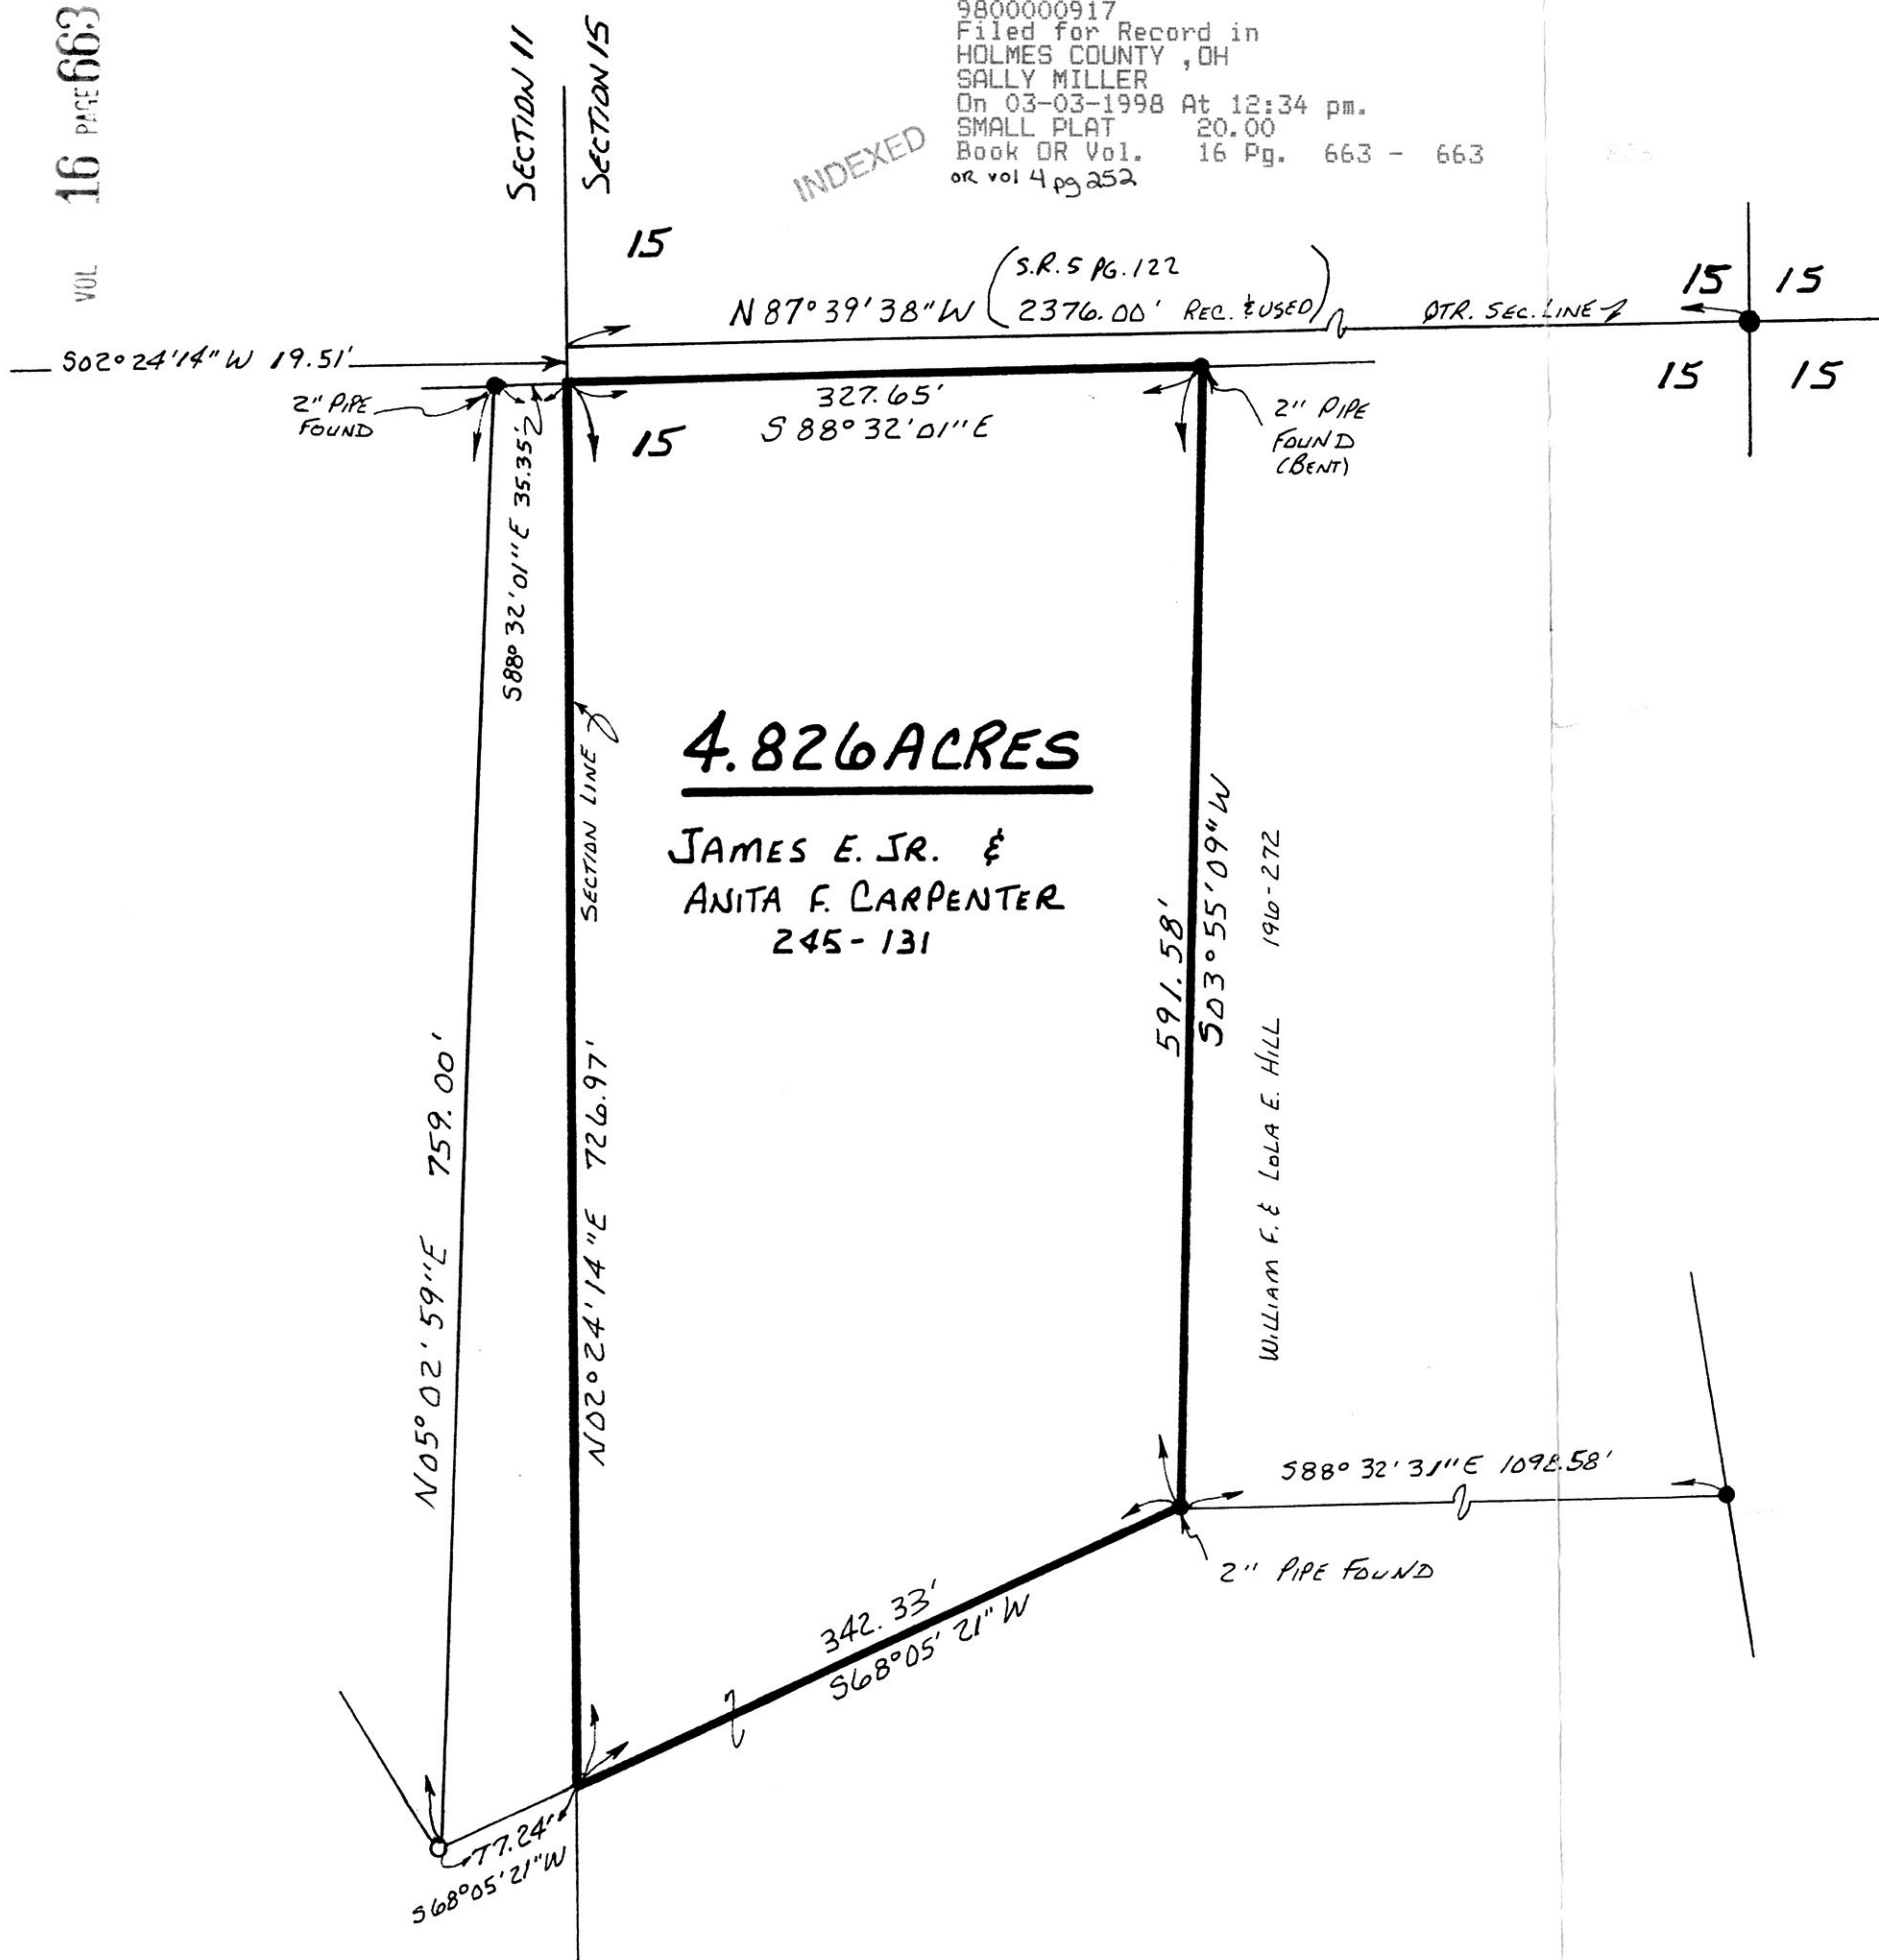 VOL 16 PAGE 663
9800000917
Filed for Record in
HOLMES COUNTY , OH
SALLY MILLER
On 03-03-1998 At 12:34 pm.
SMALL PLAT 20.00
Book OR Vol. 16 Pg. 663 - 663
OR vol 4 pg 252
INDEXED
SECTION 11
SECTION 15
15
S.R. 5 PG. 122
N 87° 39' 38" W ( 2376.00' REC. & USED )
QTR. SEC. LINE
15 15
15 15
S02° 24' 14" W 19.51'
2" PIPE
FOUND
S88° 32' 01" E 35.35'
327.65'
S 88° 32' 01" E
15
2" PIPE
FOUND
(BENT)
SECTION LINE
4.826 ACRES
JAMES E. JR. &
ANITA F. CARPENTER
245-131
591.58'
S03° 55' 09" W
WILLIAM F. & LOLA E. HILL 196-272
N05° 02' 59" E 759.00'
N02° 24' 14" E 726.97'
S88° 32' 31" E 1098.58'
2" PIPE FOUND
342.33'
S68° 05' 21" W
77.24'
S68° 05' 21" W